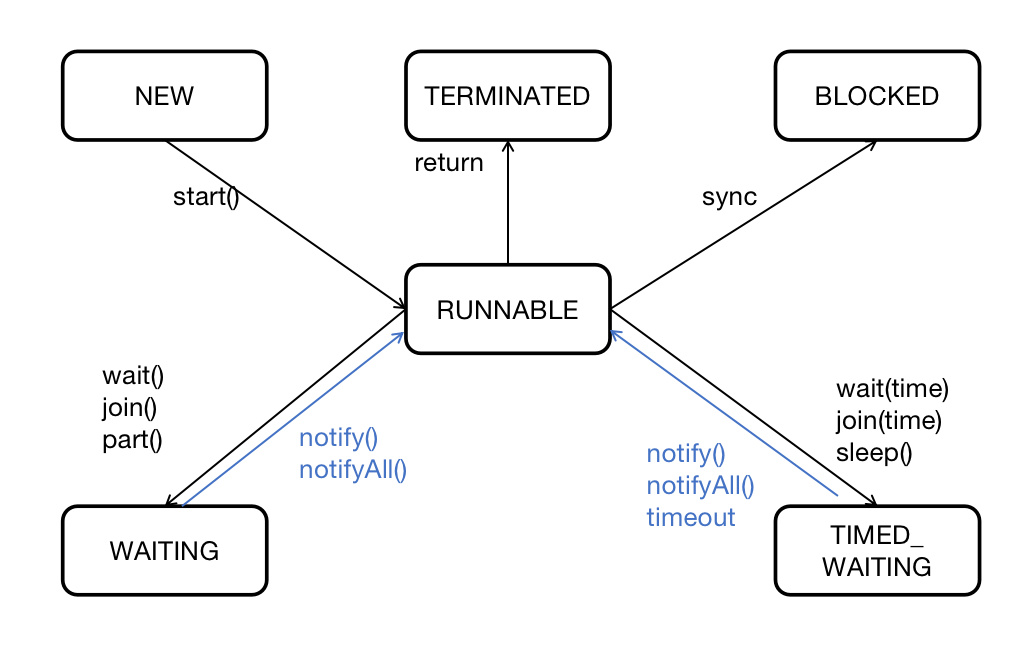 NEW
TERMINATED
BLOCKED
return
start()
sync
RUNNABLE
wait()
join()
part()
notify()
notifyAll()
wait(time)
join(time)
sleep()
notify()
notifyAll()
timeout
WAITING
TIMED_
WAITING